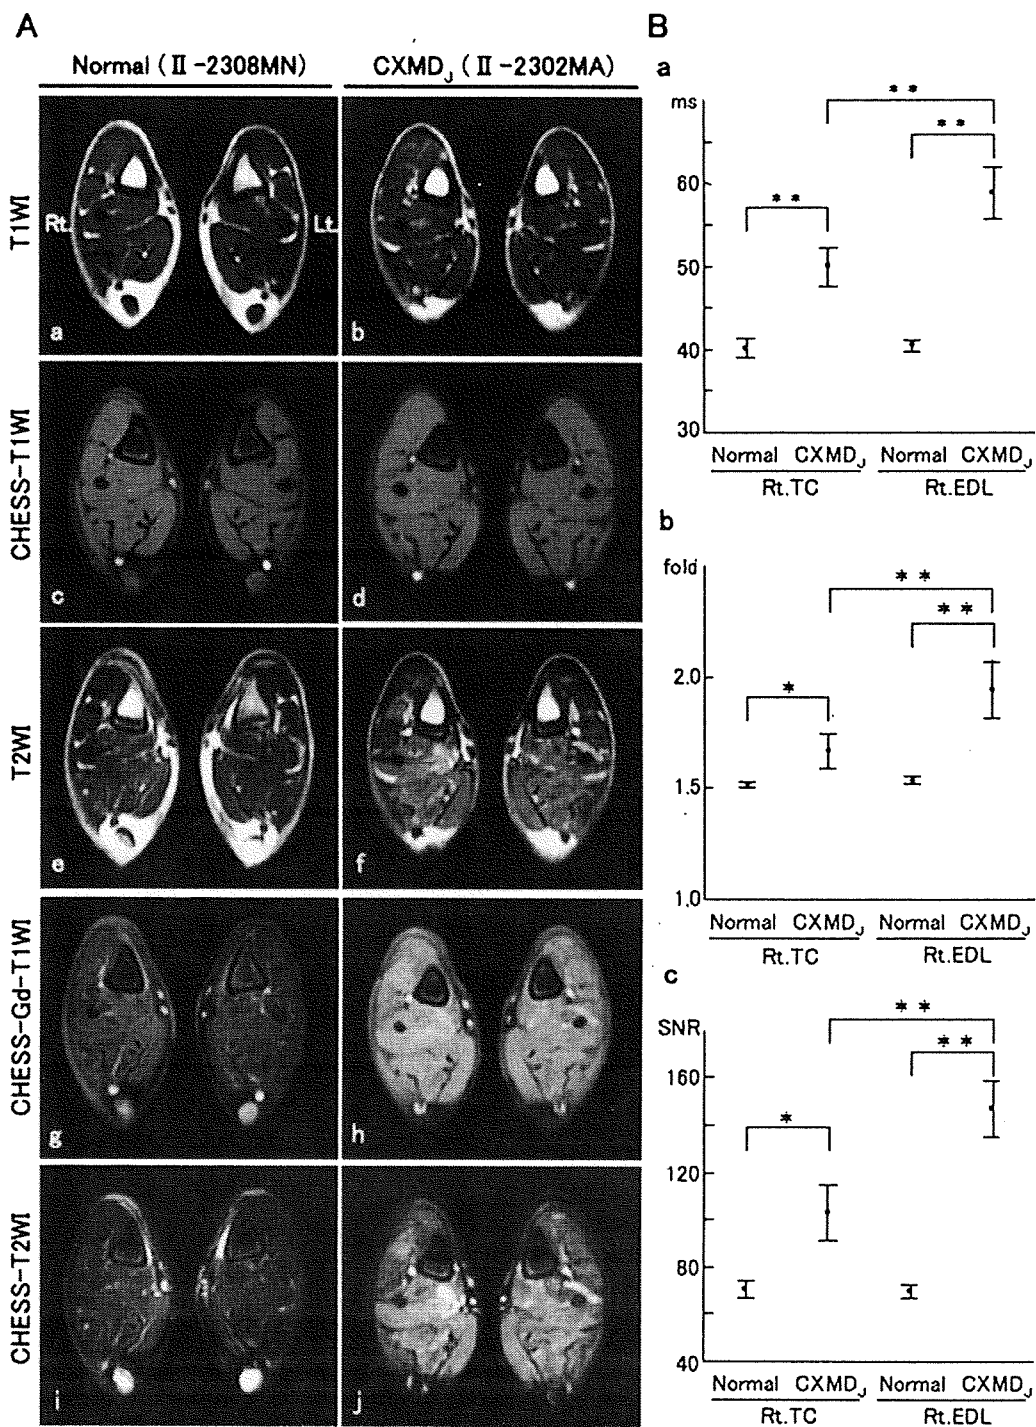 A
Normal (Ⅱ-2308MN)
CXMDJ (Ⅱ-2302MA)
T1WI
Rt.
Lt.
a
b
CHESS-T1WI
c
d
T2WI
e
f
CHESS-Gd-T1WI
g
h
CHESS-T2WI
i
j
B
a
ms
**
**
**
60
50
40
30
Normal CXMDJ Normal CXMDJ
Rt.TC Rt.EDL
b
fold
**
**
*
2.0
1.5
1.0
Normal CXMDJ Normal CXMDJ
Rt.TC Rt.EDL
c
SNR
**
**
*
160
120
80
40
Normal CXMDJ Normal CXMDJ
Rt.TC Rt.EDL